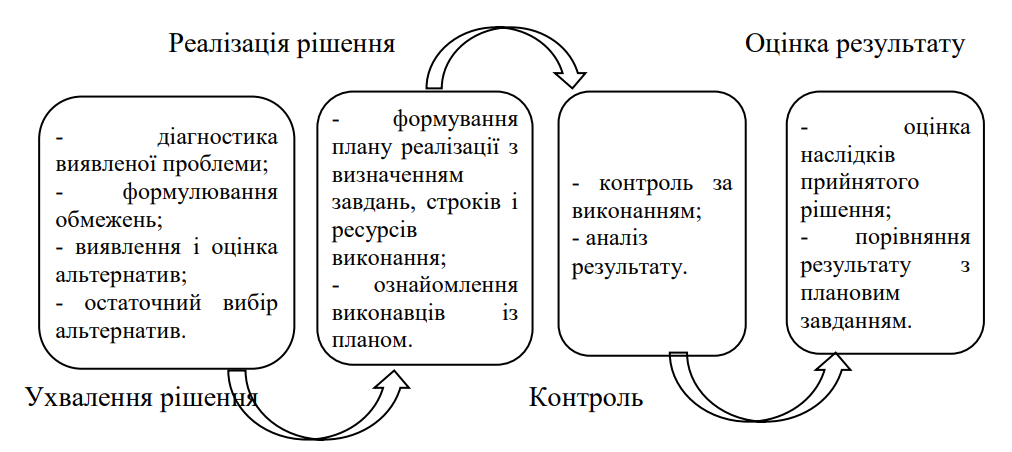 Реалізація рішення
Оцінка результату
- діагностика
виявленої проблеми;
- формулювання
обмежень;
- виявлення і оцінка
альтернатив;
- остаточний вибір
альтернатив.
- формування
плану реалізації з
визначенням
завдань, строків і
ресурсів
виконання;
- ознайомлення
виконавців із
планом.
- контроль за
виконанням;
- аналіз
результату.
- оцінка
наслідків
прийнятого
рішення;
- порівняння
результату з
плановим
завданням.
Ухвалення рішення
Контроль